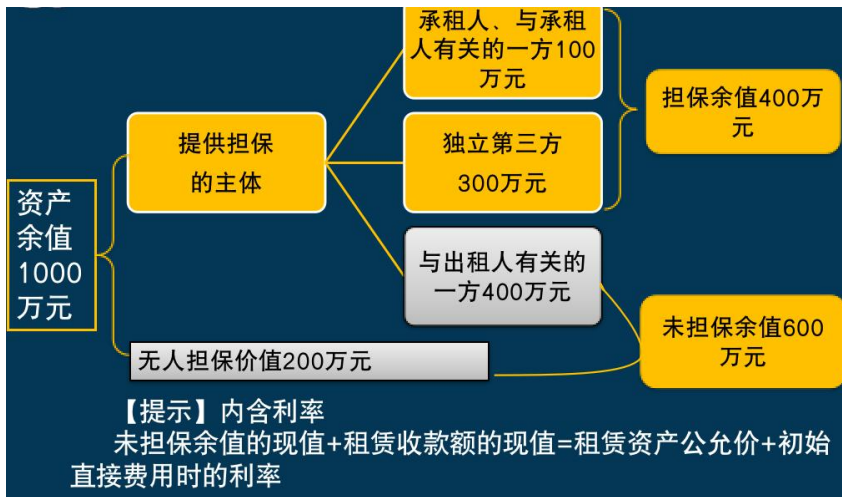 承租人、与承租
人有关的一方100
万元
担保余值400万
元
提供担保
的主体
独立第三方
300万元
资产
余值
1000
万元
与出租人有关的
一方400万元
未担保余值600
万元
无人担保价值200万元
【提示】内含利率
未担保余值的现值+租赁收款额的现值=租赁资产公允价+初始
直接费用时的利率